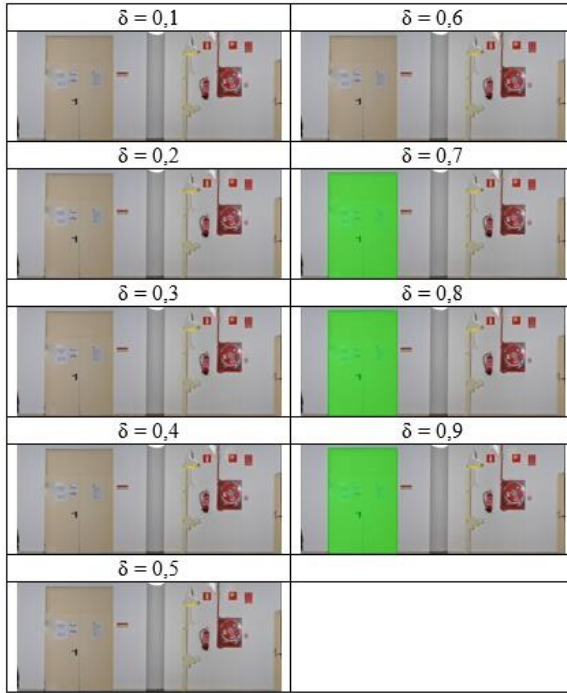 δ = 0,1
δ = 0,6
δ = 0,2
δ = 0,7
δ = 0,3
δ = 0,8
δ = 0,4
δ = 0,9
δ = 0,5